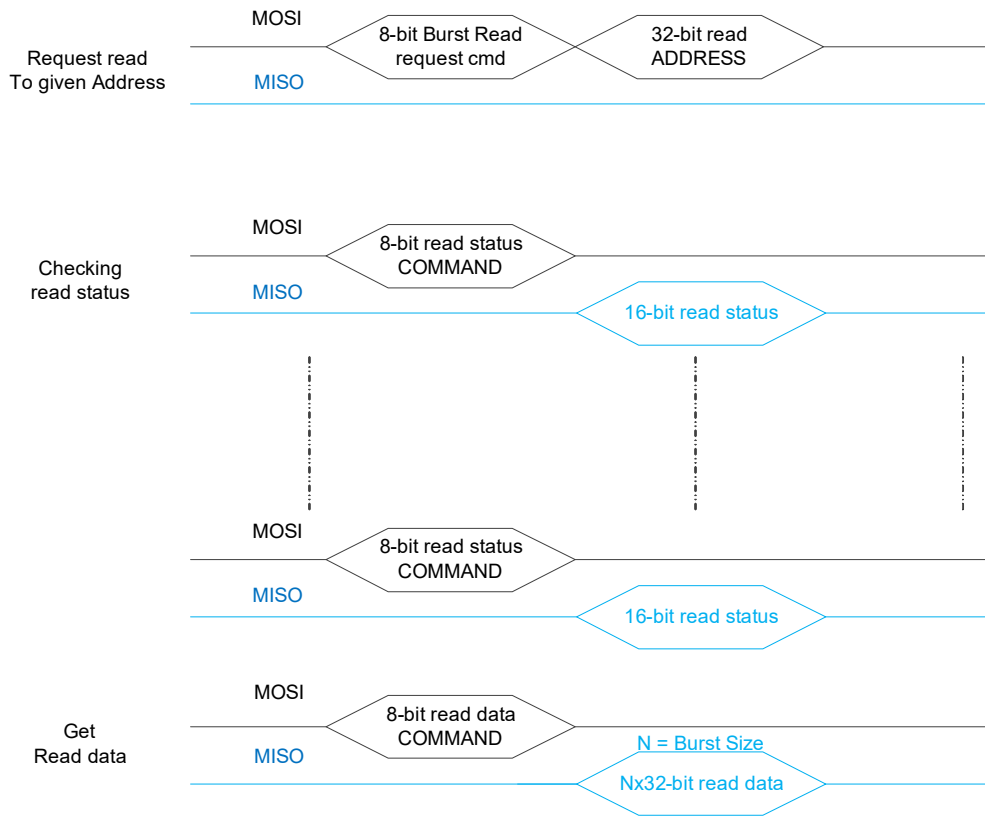 MOSI
8-bit Burst Read
request cmd
32-bit read
ADDRESS
Request read
To given Address
MISO
MOSI
8-bit read status
COMMAND
Checking
read status
MISO
16-bit read status
MOSI
8-bit read status
COMMAND
MISO
16-bit read status
MOSI
8-bit read data
COMMAND
Get
Read data
MISO
N = Burst Size
Nx32-bit read data